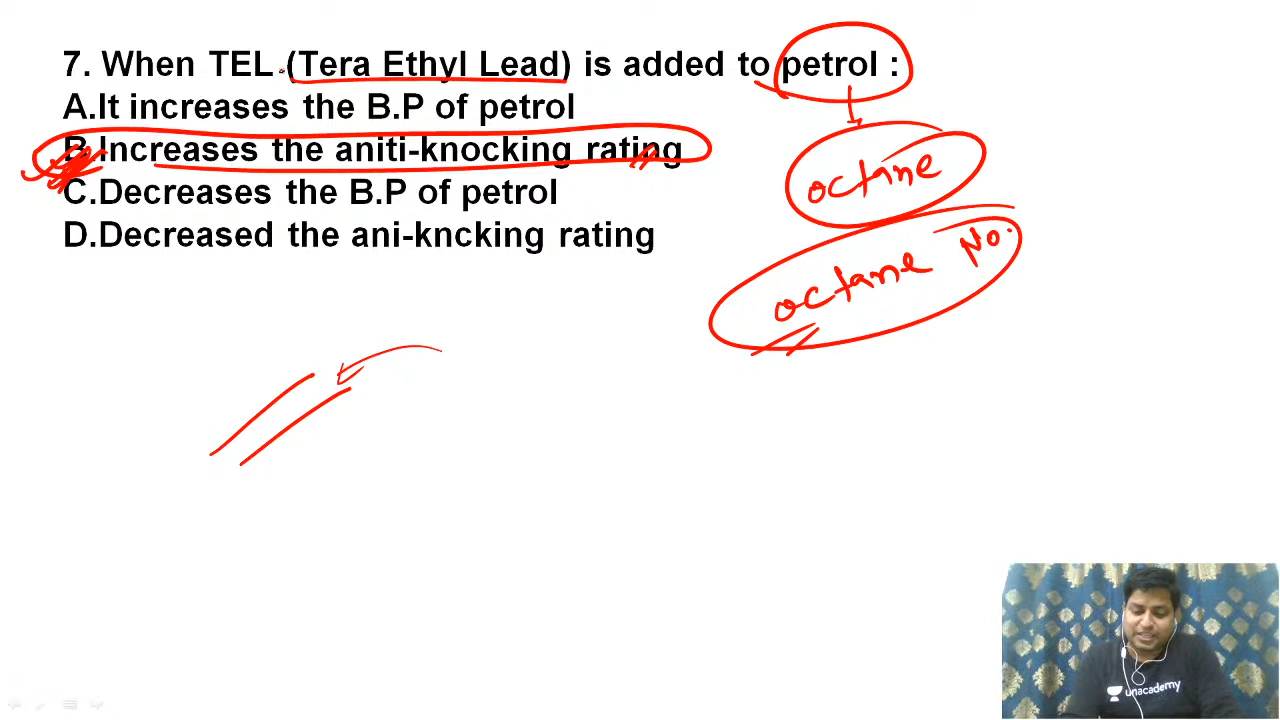 7. When TEL (Tera Ethyl Lead) is added to petrol :
A.It increases the B.P of petrol
B.Increases the aniti-knocking rating
C.Decreases the B.P of petrol
D.Decreased the ani-kncking rating
octane
octane No.
unacademy